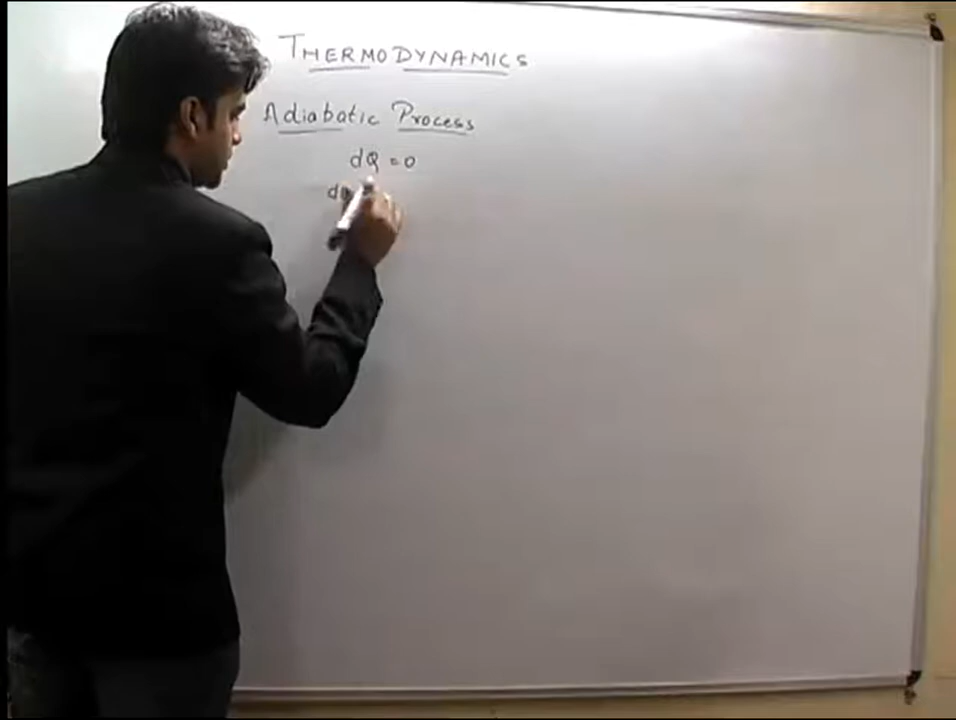 THERMODYNAMICS
Adiabatic Process
dQ = 0